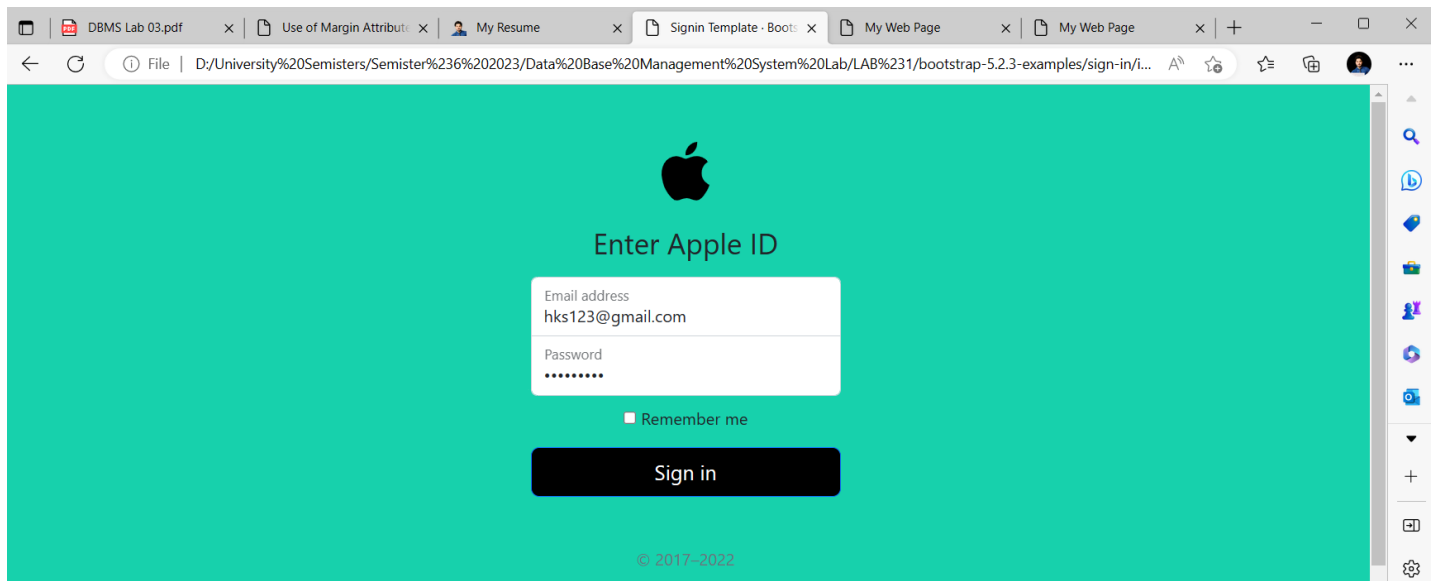 DBMS Lab 03.pdf
Use of Margin Attribute
My Resume
Signin Template · Boots
My Web Page
My Web Page
File
D:/University%20Semisters/Semister%236%202023/Data%20Base%20Management%20System%20Lab/LAB%231/bootstrap-5.2.3-examples/sign-in/i...
Enter Apple ID
Email address
hks123@gmail.com
Password
•••••••••
Remember me
Sign in
© 2017–2022